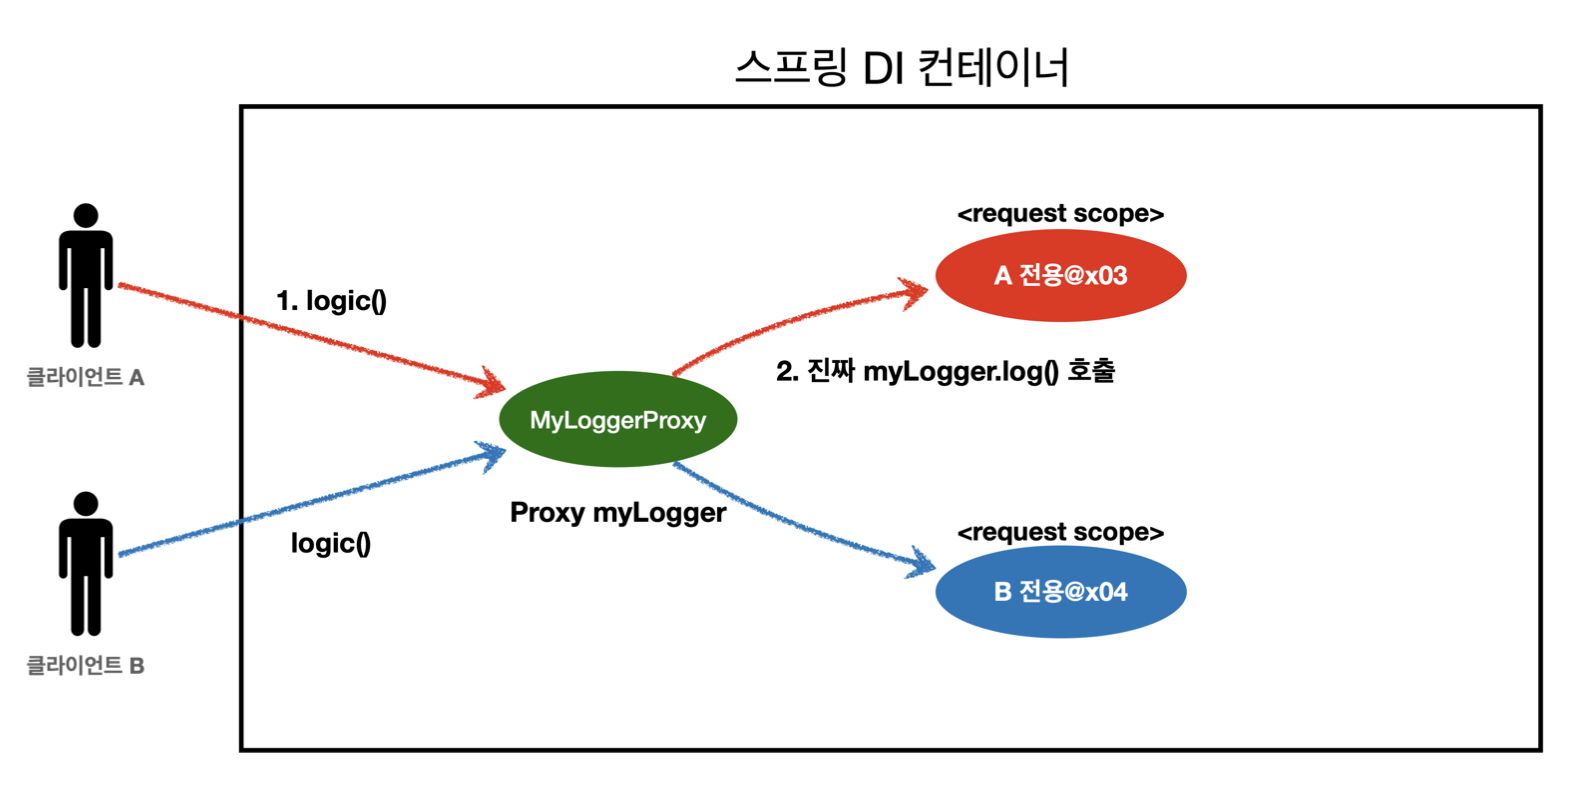 스프링 DI 컨테이너
<request scope>
A 전용@x03
1. logic()
클라이언트 A
2. 진짜 myLogger.log() 호출
MyLoggerProxy
Proxy myLogger
logic()
<request scope>
B 전용@x04
클라이언트 B